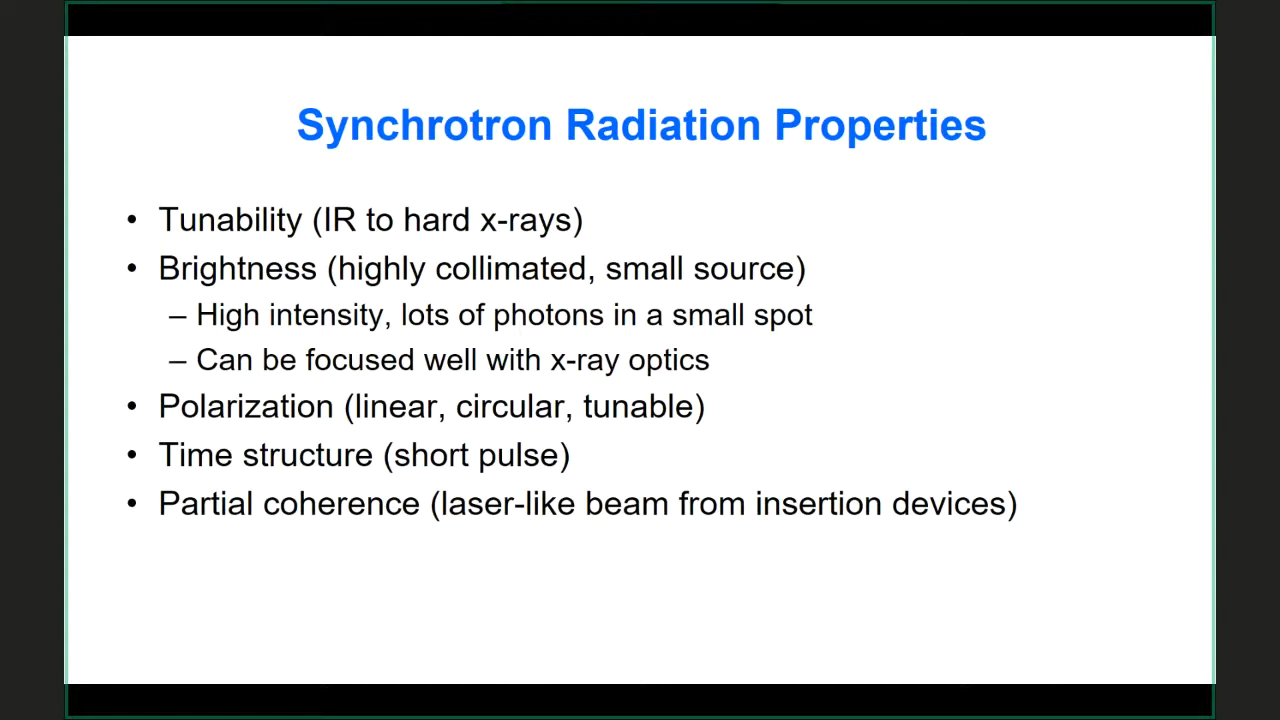 Synchrotron Radiation Properties
• Tunability (IR to hard x-rays)
• Brightness (highly collimated, small source)
– High intensity, lots of photons in a small spot
– Can be focused well with x-ray optics
• Polarization (linear, circular, tunable)
• Time structure (short pulse)
• Partial coherence (laser-like beam from insertion devices)